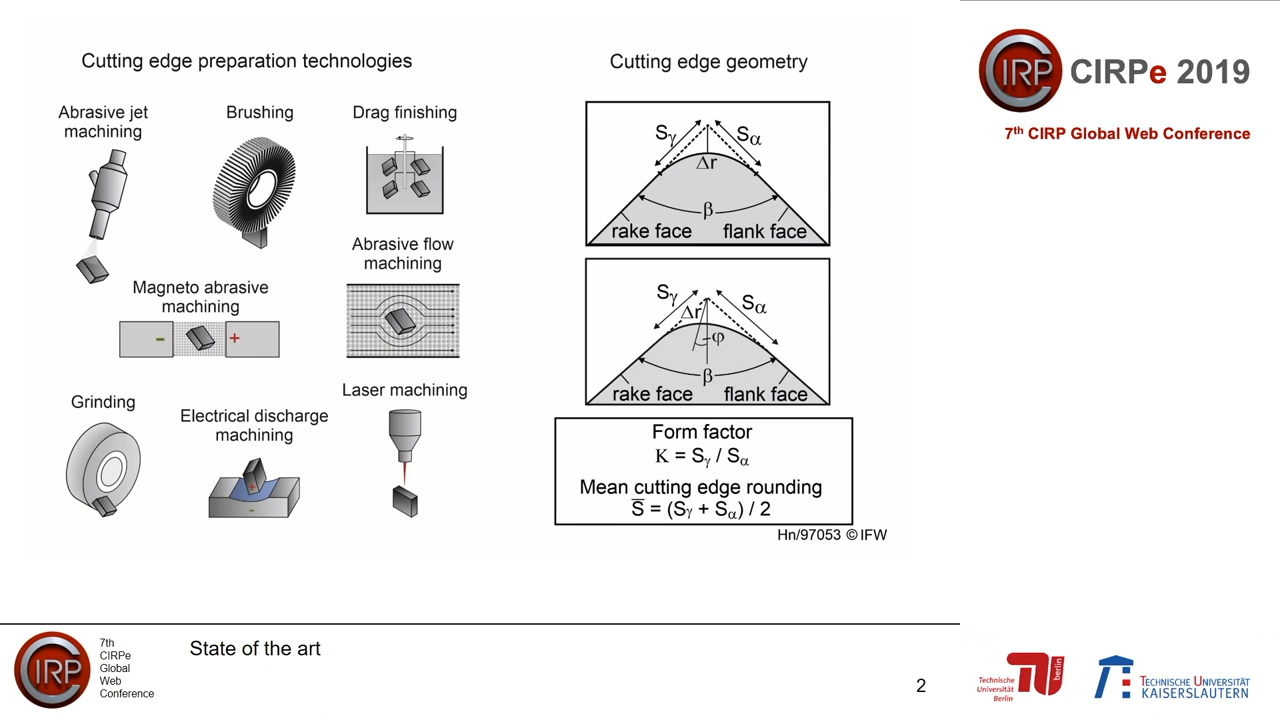 Cutting edge preparation technologies
Abrasive jet
machining
Brushing
Drag finishing
Abrasive flow
machining
Magneto abrasive
machining
-
+
Grinding
Electrical discharge
machining
+
-
Laser machining
Cutting edge geometry
Sγ
Sα
Δr
β
rake face
flank face
Sγ
Sα
Δr
φ
β
rake face
flank face
Form factor
K = Sγ / Sα
Mean cutting edge rounding
S̅ = (Sγ + Sα) / 2
Hn/97053 © IFW
CIRP
CIRPe 2019
7th CIRP Global Web Conference
CIRP
7th
CIRPe
Global
Web
Conference
State of the art
2
Technische
Universität
Berlin
berlin
TECHNISCHE UNIVERSITÄT
KAISERSLAUTERN